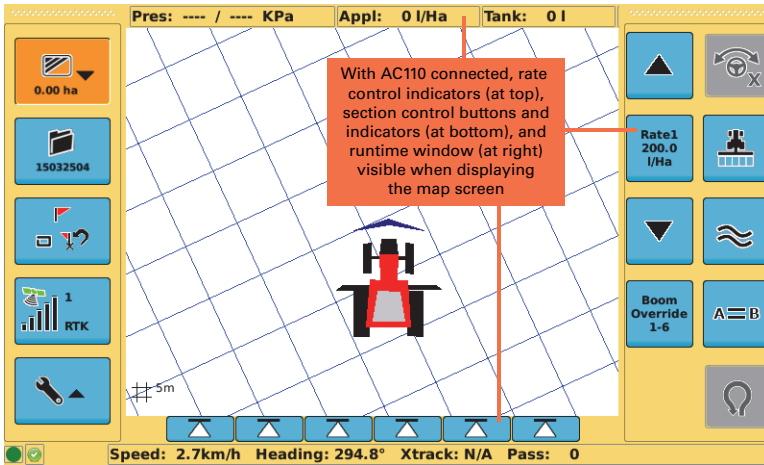 Pres: ---- / ---- KPa
Appl: 0 l/Ha
Tank: 0 l
0.00 ha
15032504
1
RTK
With AC110 connected, rate
control indicators (at top),
section control buttons and
indicators (at bottom), and
runtime window (at right)
visible when displaying
the map screen
X
Rate1
200.0
l/Ha
Boom
Override
1-6
A=B
5m
Speed: 2.7km/h Heading: 294.8° Xtrack: N/A Pass: 0